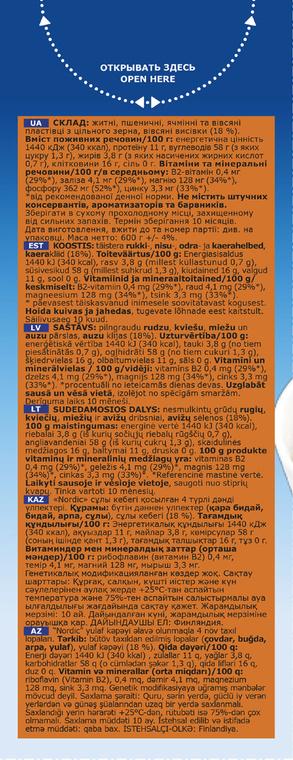 ОТКРЫВАТЬ ЗДЕСЬ
OPEN HERE
UA СКЛАД: житні, пшеничні, ячмінні та вівсяні
пластівці з цільного зерна, вівсяні висівки (18 %).
Вміст поживних речовин/100 г: енергетична цінність
1440 кДж (340 ккал), протеїну 11 г, вуглеводів 58 г (з яких
цукру 1,3 г), жирів 3,8 г (з яких насичених жирних кислот
0,7 г), клітковини 16 г, сіль 0 г. Вітаміни та мінеральні
речовини/100 г/в середньому: B2-вітамін 0,4 мг
(29%*), заліза 4,1 мг (29%*), магнію 128 мг (34%*),
фосфору 362 мг (52%*), цинку 3,3 мг (33%*).
*від рекомендованої денної норми. Не містить штучних
консервантів, ароматизаторів та барвників.
Зберігати в сухому прохолодному місці, захищеному
від сильних запахів. Термін зберігання 10 місяців.
Дата виготовлення, вжити до та номер партії: див. на
упаковці. Маса нетто: 600 г +/- 4%.
EST KOOSTIS: täistera rukki-, nisu-, odra- ja kaerahelbed,
kaerakliid (18%). Toiteväärtus/100 g: Energiasisaldus
1440 kJ (340 kcal), rasv 3,8 g (millest küllastunud 0,7 g),
süsivesikud 58 g (millest suhkrud 1,3 g), kiudained 16 g, valgud
11 g, sool 0 g. Vitamiinid ja mineraaltoitained/100 g/
keskmiselt: B2-vitamiin 0,4 mg (29%*), raud 4,1 mg (29%*),
magneesium 128 mg (34%*), tsink 3,3 mg (33%*).
* päevasest täiskasvanud inimesele soovitatavast kogusest.
Hoida kuivas ja jahedas, tugevate lõhnade eest kaitstult.
Säilivusaeg 10 kuud.
LV SASTĀVS: pilngraudu rudzu, kviešu, miežu un
auzu pārslas, auzu klijas (18%). Uzturvērtība/100 g:
enerģētiskā vērtība 1440 kJ (340 kcal), tauki 3,8 g (no tiem
piesātinātās 0,7 g), ogļhidrāti 58 g (no tiem cukuri 1,3 g),
šķiedrvielas 16 g, olbaltumvielas 11 g, sāls 0 g. Vitamīni un
minerālvielas / 100 g/vidēji: vitamīns B2 0,4 mg (29%*),
dzelzs 4,1 mg (29%*), magnijs 128 mg (34%*), cinks 3,3 mg
(33%*). *procentuāli no ieteicamās dienas devas. Uzglabāt
sausā un vēsā vietā, izolējot no spēcīgām smaržām.
Derīguma laiks 10 mēneši.
LT SUDEDAMOSIOS DALYS: nesmulkintų grūdų rugių,
kviečių, miežių ir avižų dribsniai, avižų sėlenos (18%).
100 g maistingumas: energinė vertė 1440 kJ (340 kcal),
riebalai 3,8 g (iš kurių sočiųjų riebalų rūgščių 0,7 g),
angliavandeniai 58 g (iš kurių cukrų 1,3 g), skaidulinės
medžiagos 16 g, baltymai 11 g, druska 0 g. 100 g produkte
vitaminų ir mineralinių medžiagų yra: vitaminas B2
0,4 mg (29%*), geležis 4,1 mg (29%*), magnis 128 mg
(34%*), cinkas 3,3 mg (33%*). *Referencinė maistinė vertė.
Laikyti sausoje ir vėsioje vietoje, saugoti nuo stiprių
kvapų. Tinka vartoti 10 mėnesių.
KAZ «Nordic» сұлы кебегі қосылған 4 түрлі дәнді
үлпектер. Құрамы: бүтін дәннен үлпектер (қара бидай,
бидай, арпа, сұлы), сұлы кебегі (18 %). Тағамдық
құндылығы/100 г: Энергетикалық құндылығы 1440 кДж
(340 ккал), ақуыздар 11 г, майлар 3,8 г, көмірсулар 58 г
(соның ішінде қант 1,3 г), тағамдық талшықтар 16 г, тұз 0 г.
Витаминдер мен минералдық заттар (орташа
мәндер)/100 г: рибофлавин (витамин B2) 0,4 мг,
темір 4,1 мг, магний 128 мг, мырыш 3,3 мг.
Генетикалық модификацияланған көздер жоқ. Сақтау
шарттары: Құрғақ, салқын, күшті иістер және күн
сәулелерінен аулақ жерде +25°C-тан аспайтын
температура және 75%-тен аспайтын салыстырмалы ауа
ылғалдылығы жағдайында сақтау қажет. Жарамдылық
мерзімі: 10 ай. Дайындалған күні, жарамдылық мерзіміне
орауышқа қар. ДАЙЫНДАУШЫ ЕЛ: Финляндия.
AZ "Nordic" yulaf kəpəyi əlavə olunmaqla 4 növ taxıl
lopaları. Tərkib: bütöv taxıldan edilmiş lopalar (çovdar, buğda,
arpa, yulaf), yulaf kəpəyi (18 %). Qida dəyəri/100 q:
Enerji dəyəri 1440 kJ (340 kkal) , zülallar 11 q, yağlar 3,8 q,
karbohidratlar 58 q (o cümlədən şəkər 1,3 q), qida lifləri 16 q,
duz 0 q. Vitamin və minerallar (orta miqdarı)/100 q:
riboflavin (Vitamin B2), 0,4 mq, dəmir 4,1 mq, maqnezium
128 mq, sink 3,3 mq. Genetik modifikasiyaya uğramış mənbələr
mövcud deyil. Saxlama şəraiti: Quru, sərin yerdə, güclü iy verən
yerlərdən və günəş şüalarından uzaq bir yerdə saxlanmalı.
Saxlandığı yerin hərarəti +25°C-dən, rütubəti isə 75%-dən çox
olmamalı. Saxlama müddəti 10 ay. İstehsal edilib və istifadə
etmə müddəti: qaba bax. İSTEHSALÇI-ÖLKƏ: Finlandiya.